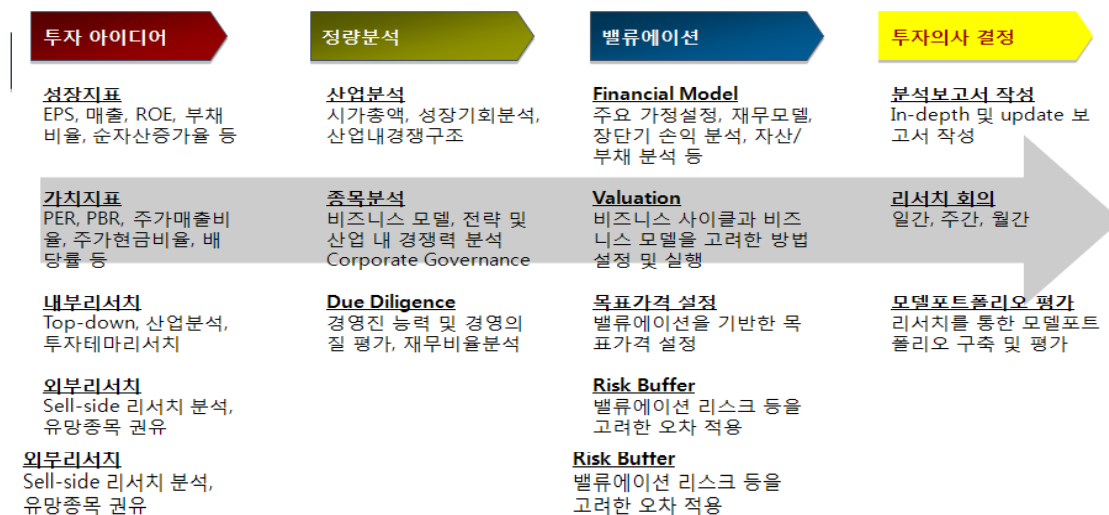 투자 아이디어
성장지표
EPS, 매출, ROE, 부채
비율, 순자산증가율 등
가치지표
PER, PBR, 주가매출비
율, 주가현금비율, 배
당률 등
내부리서치
Top-down, 산업분석,
투자테마리서치
외부리서치
Sell-side 리서치 분석,
유망종목 권유
외부리서치
Sell-side 리서치 분석,
유망종목 권유
정량분석
산업분석
시가총액, 성장기회분석,
산업내경쟁구조
종목분석
비즈니스 모델, 전략 및
산업 내 경쟁력 분석
Corporate Governance
Due Diligence
경영진 능력 및 경영의
질 평가, 재무비율분석
밸류에이션
Financial Model
주요 가정설정, 재무모델,
장단기 손익 분석, 자산/
부채 분석 등
Valuation
비즈니스 사이클과 비즈
니스 모델을 고려한 방법
설정 및 실행
목표가격 설정
밸류에이션을 기반한 목
표가격 설정
Risk Buffer
밸류에이션 리스크 등을
고려한 오차 적용
Risk Buffer
밸류에이션 리스크 등을
고려한 오차 적용
투자의사 결정
분석보고서 작성
In-depth 및 update 보
고서 작성
리서치 회의
일간, 주간, 월간
모델포트폴리오 평가
리서치를 통한 모델포트
폴리오 구축 및 평가